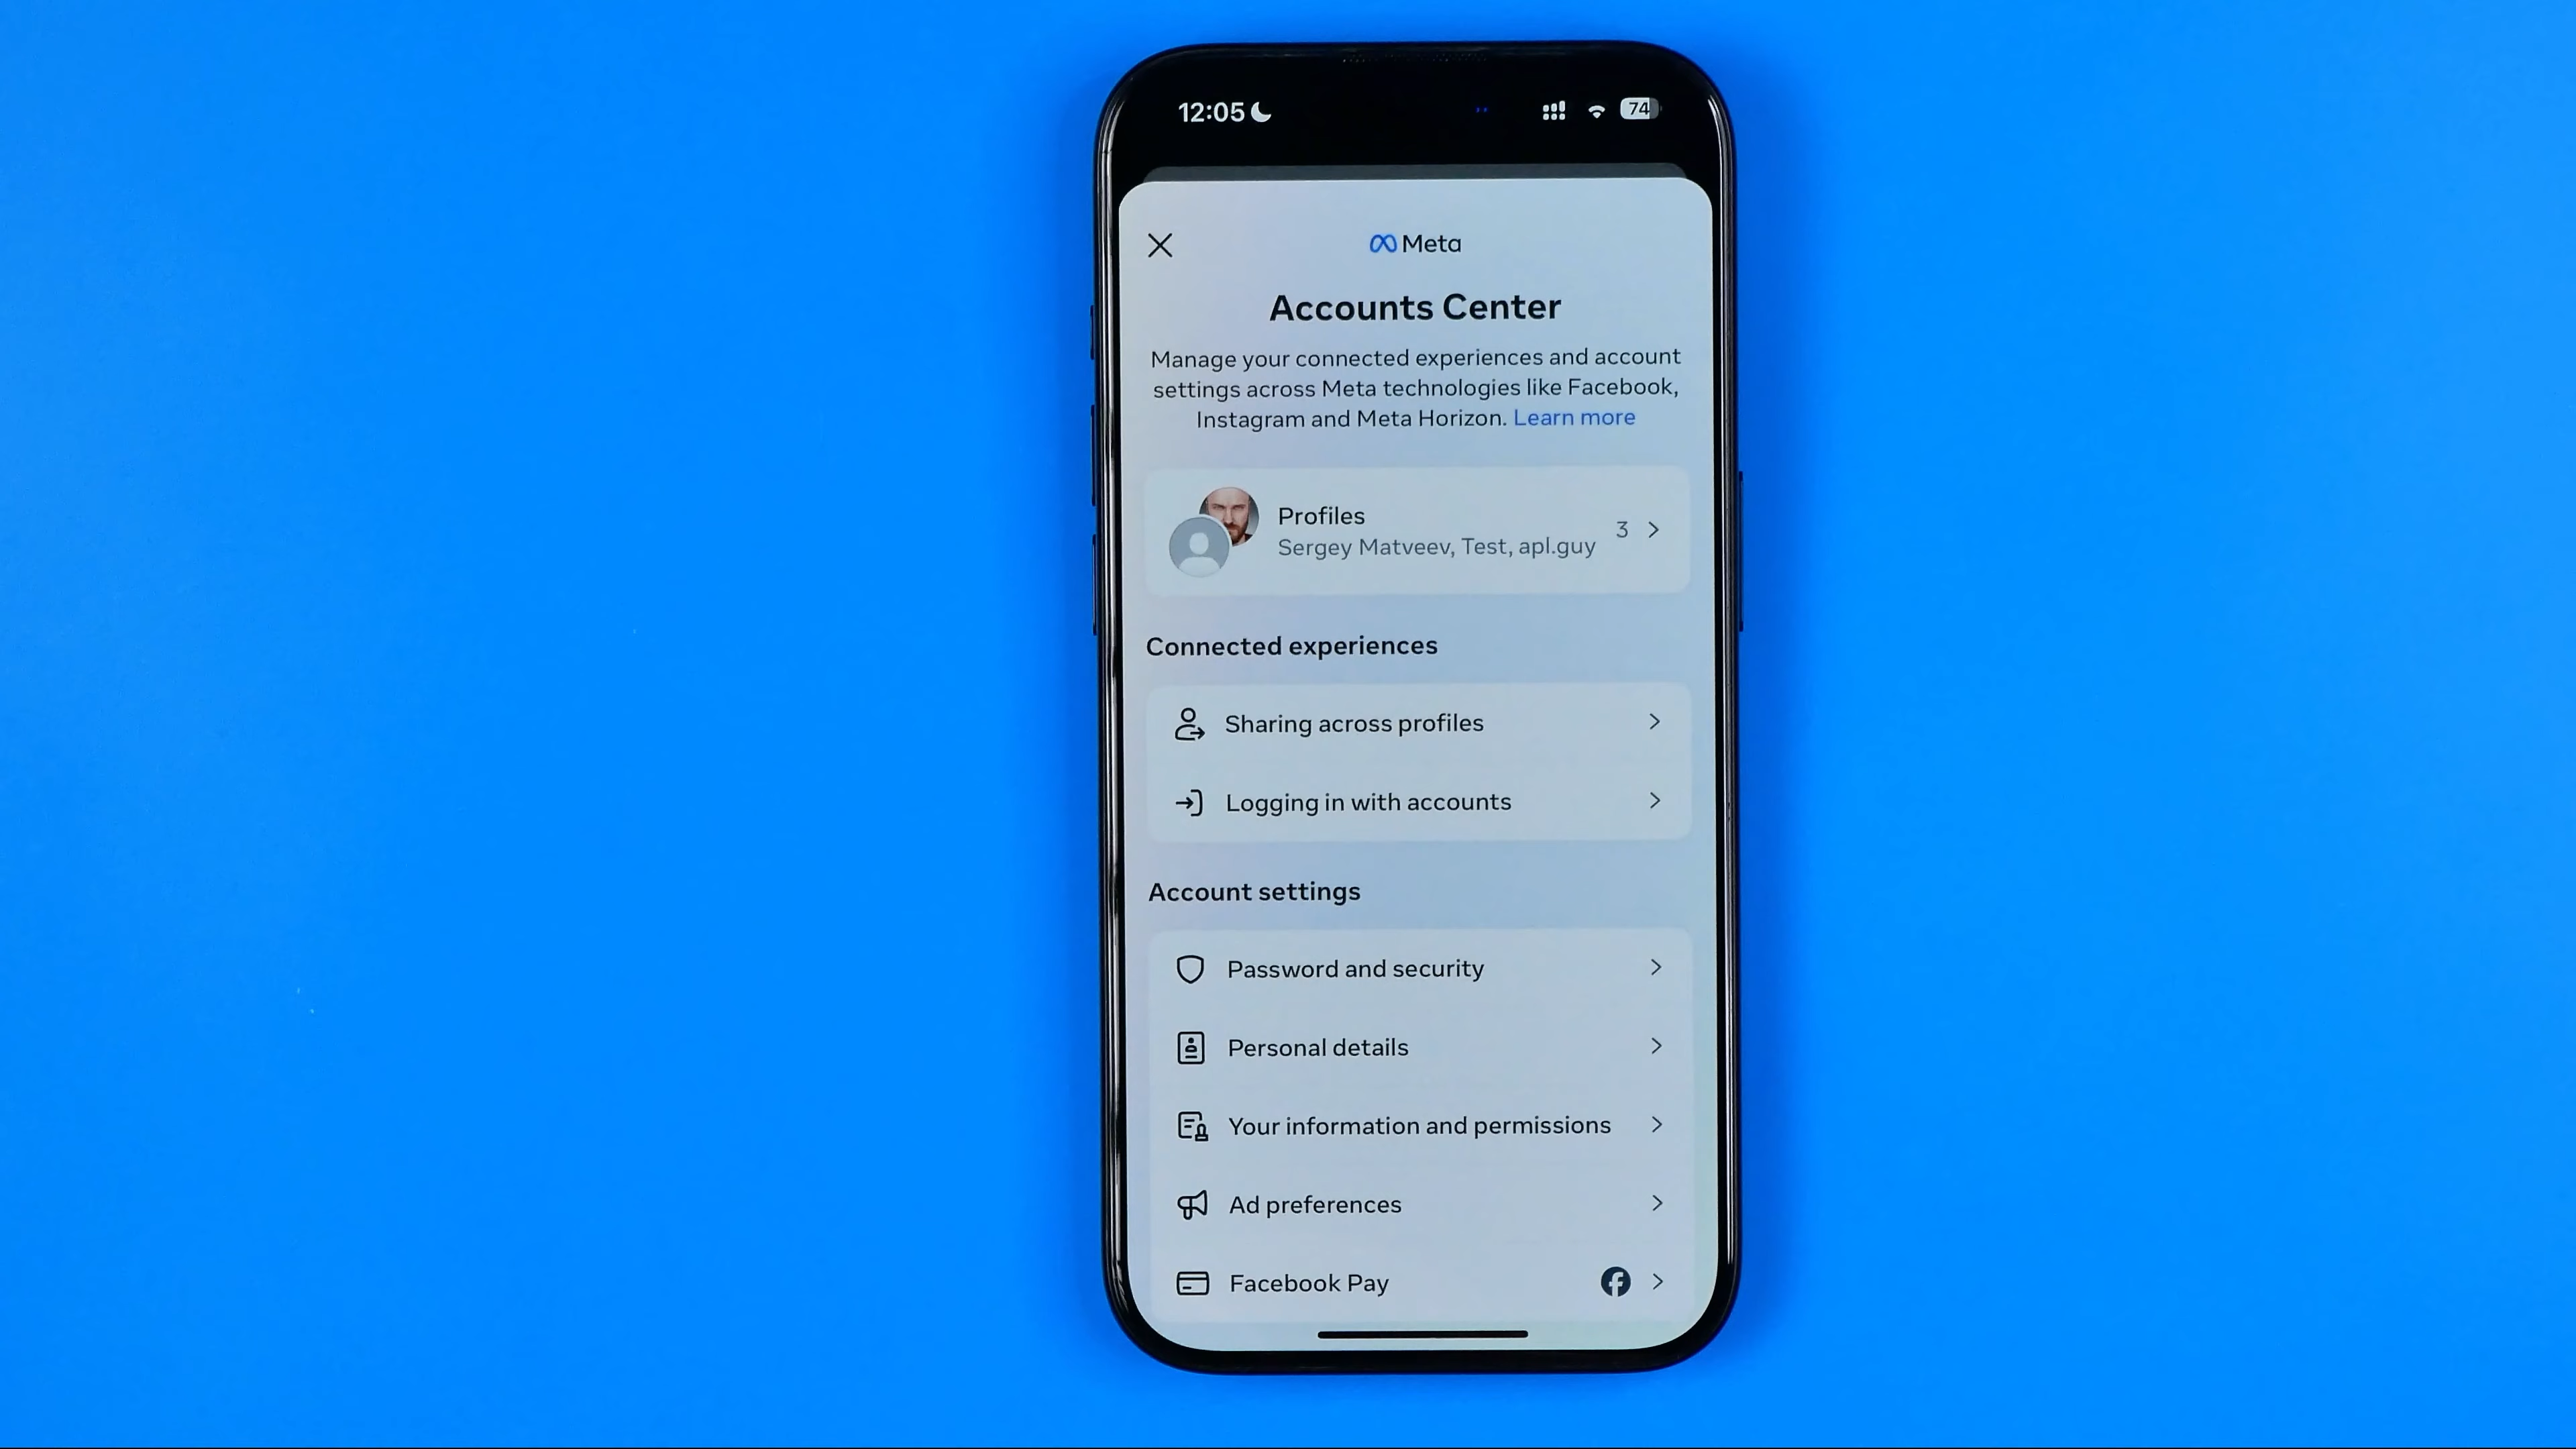 12:05
74
Meta
Accounts Center
Manage your connected experiences and account
settings across Meta technologies like Facebook,
Instagram and Meta Horizon. Learn more
Profiles
Sergey Matveev, Test, apl.guy
3
Connected experiences
Sharing across profiles
Logging in with accounts
Account settings
Password and security
Personal details
Your information and permissions
Ad preferences
Facebook Pay